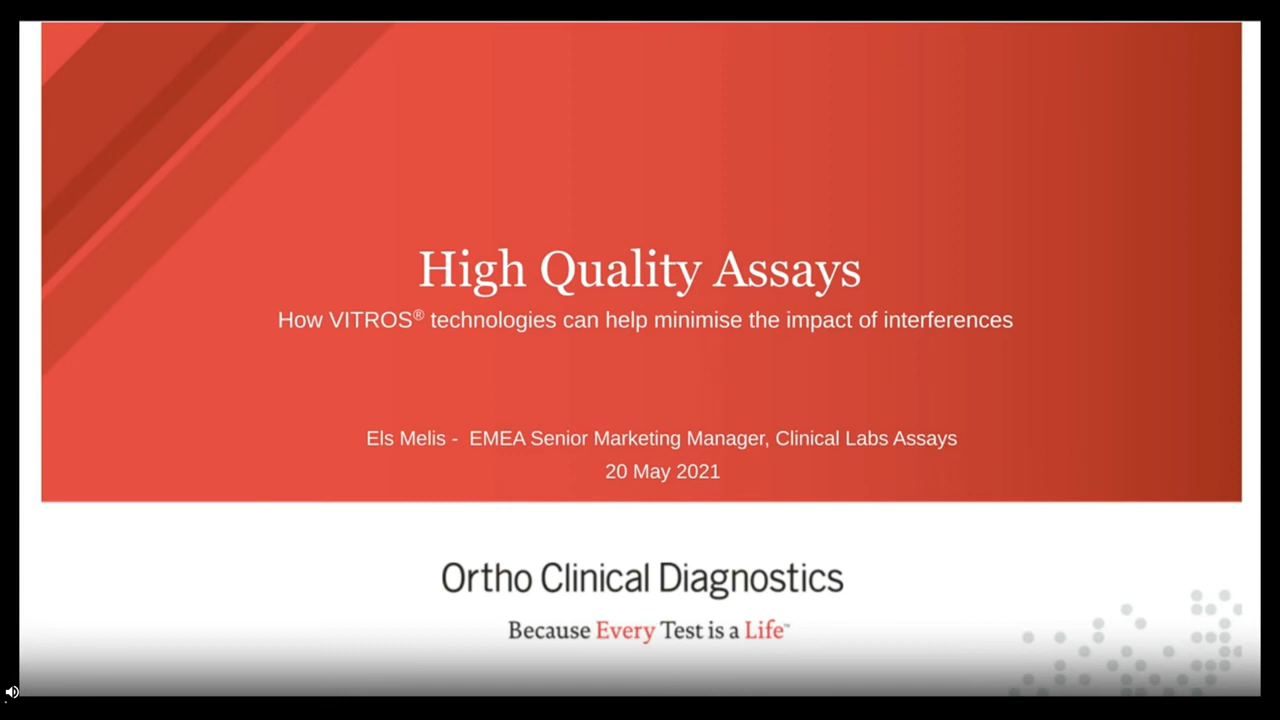 High Quality Assays
How VITROS® technologies can help minimise the impact of interferences
Els Melis - EMEA Senior Marketing Manager, Clinical Labs Assays
20 May 2021
Ortho Clinical Diagnostics
Because Every Test is a Life™